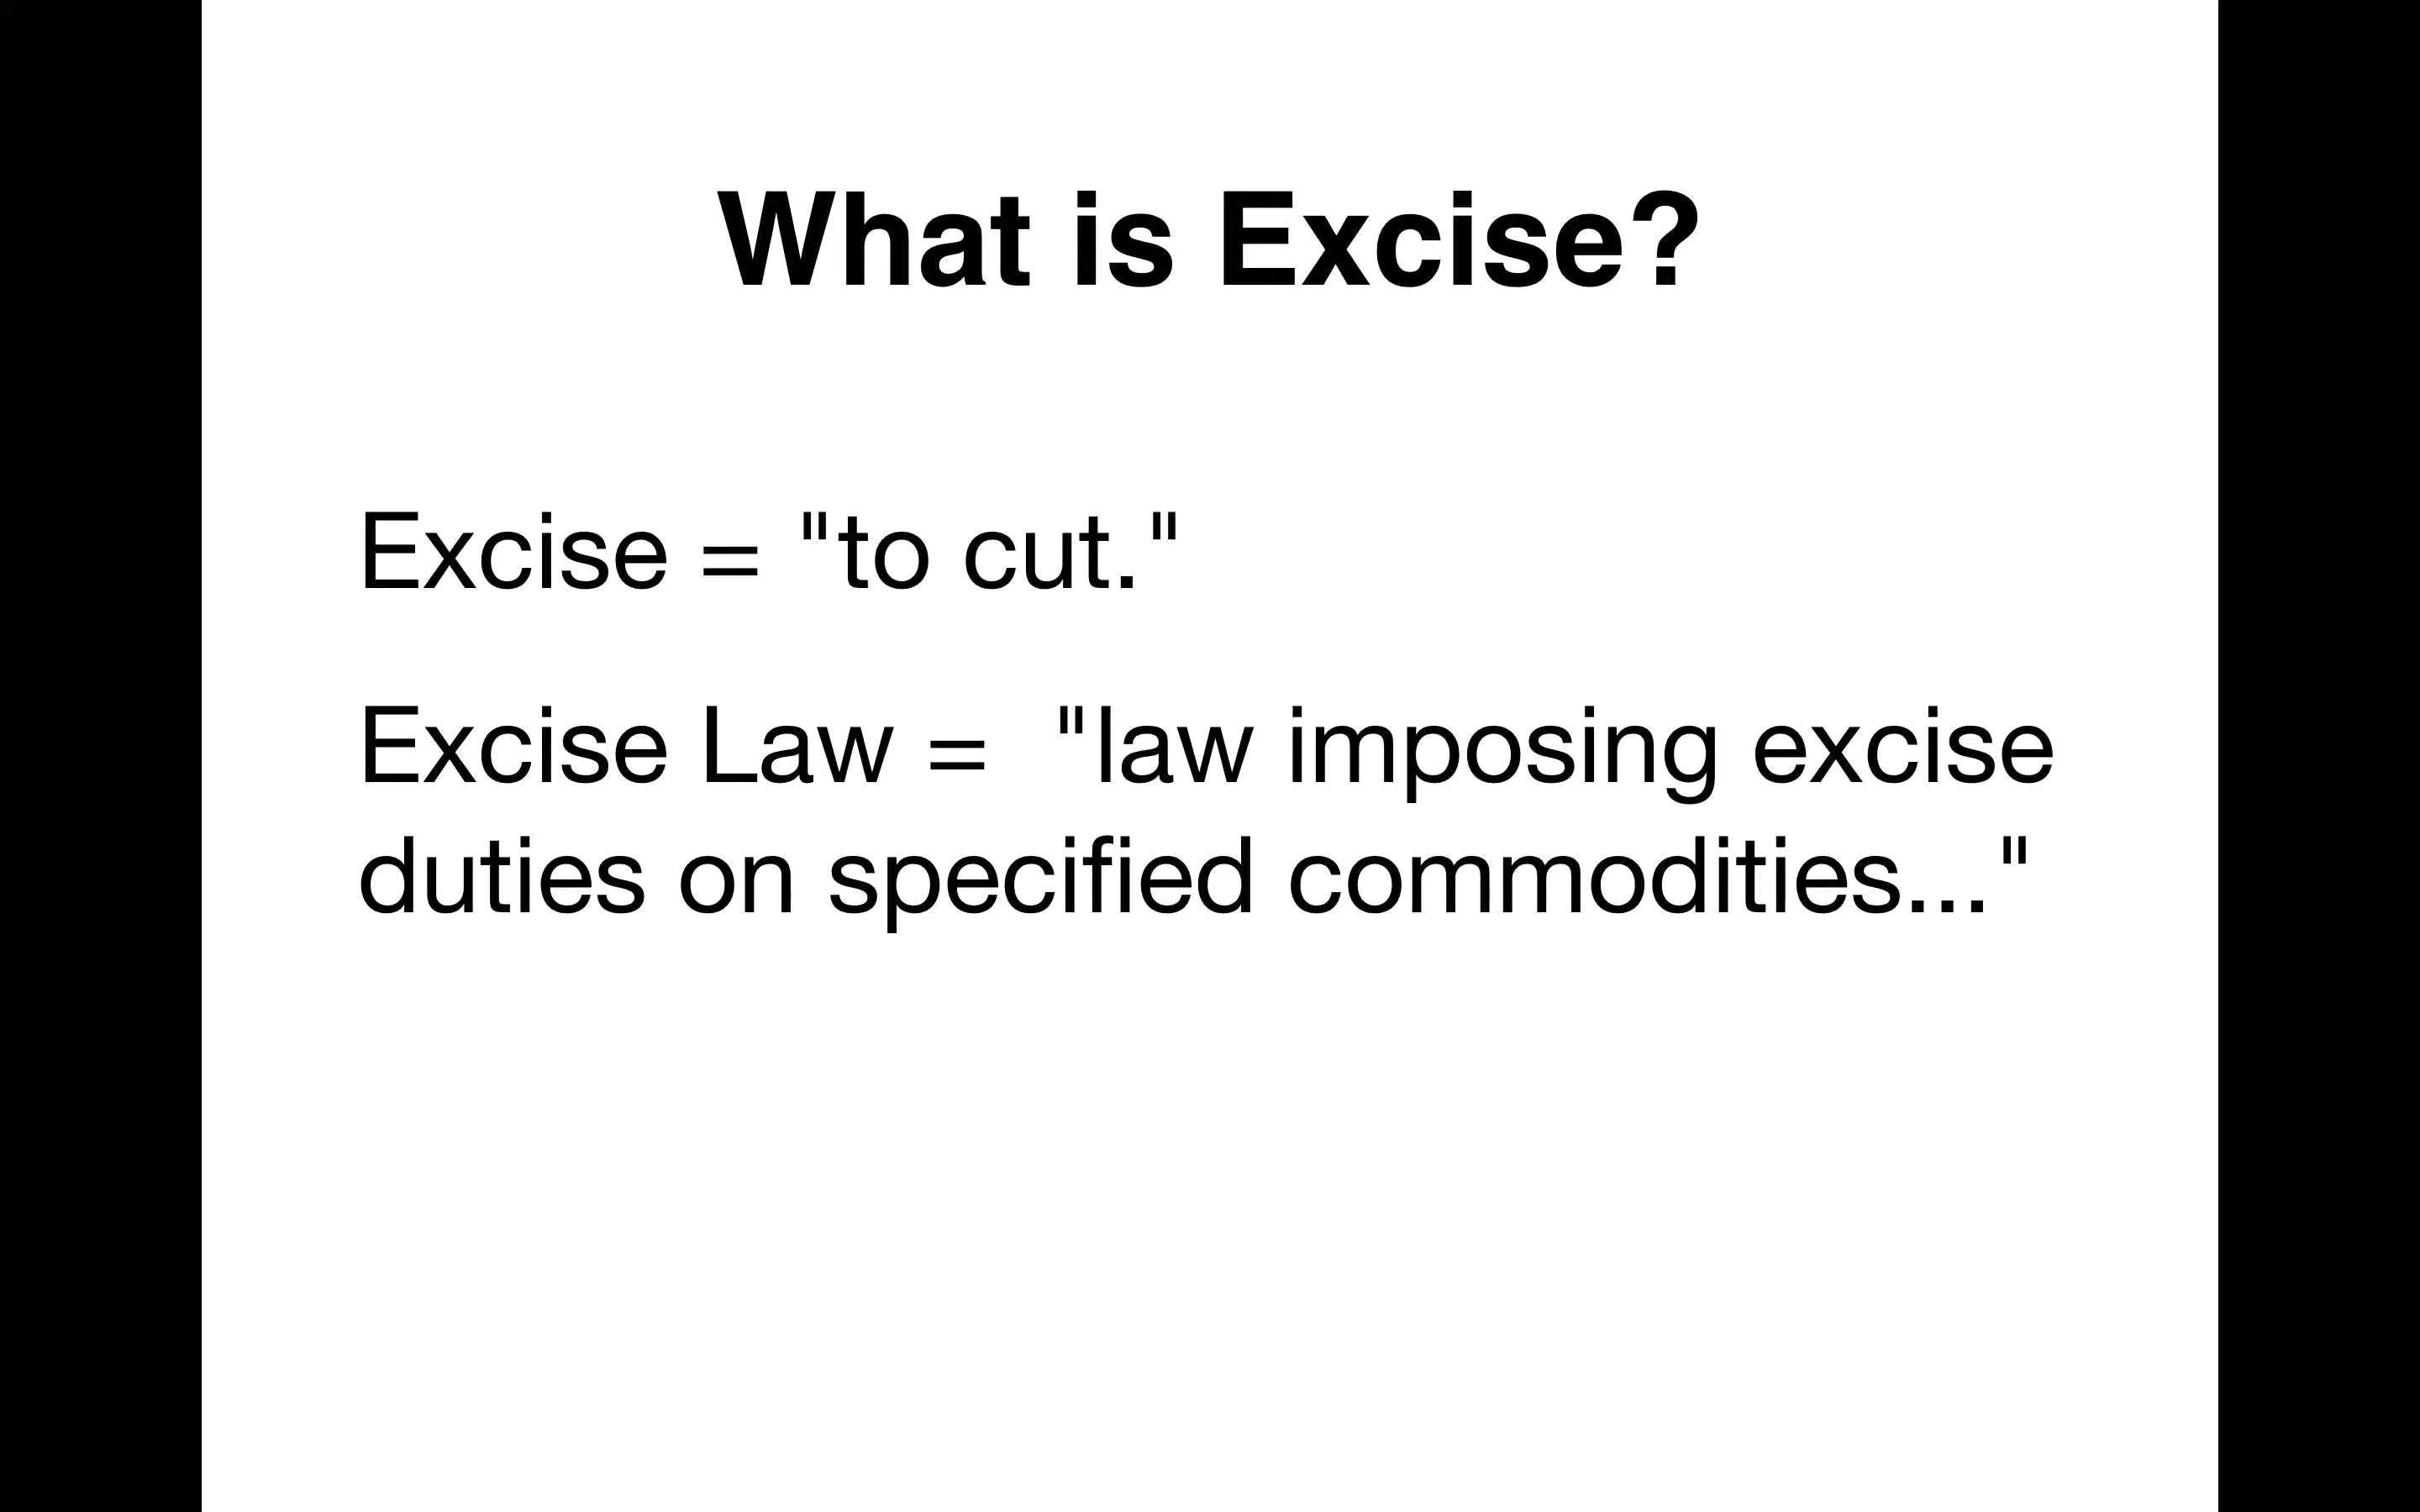 What is Excise?
Excise = "to cut."
Excise Law =  "law imposing excise
duties on specified commodities... "